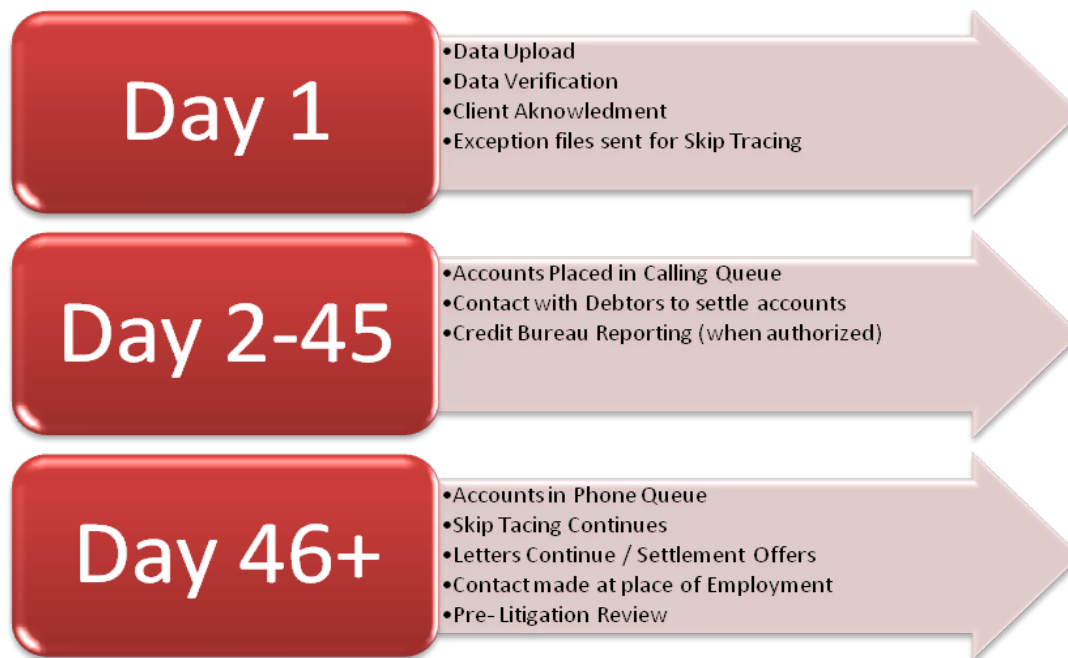 Day 1
•Data Upload
•Data Verification
•Client Aknowledment
•Exception files sent for Skip Tracing
Day 2-45
•Accounts Placed in Calling Queue
•Contact with Debtors to settle accounts
•Credit Bureau Reporting (when authorized)
Day 46+
•Accounts in Phone Queue
•Skip Tacing Continues
•Letters Continue / Settlement Offers
•Contact made at place of Employment
•Pre- Litigation Review